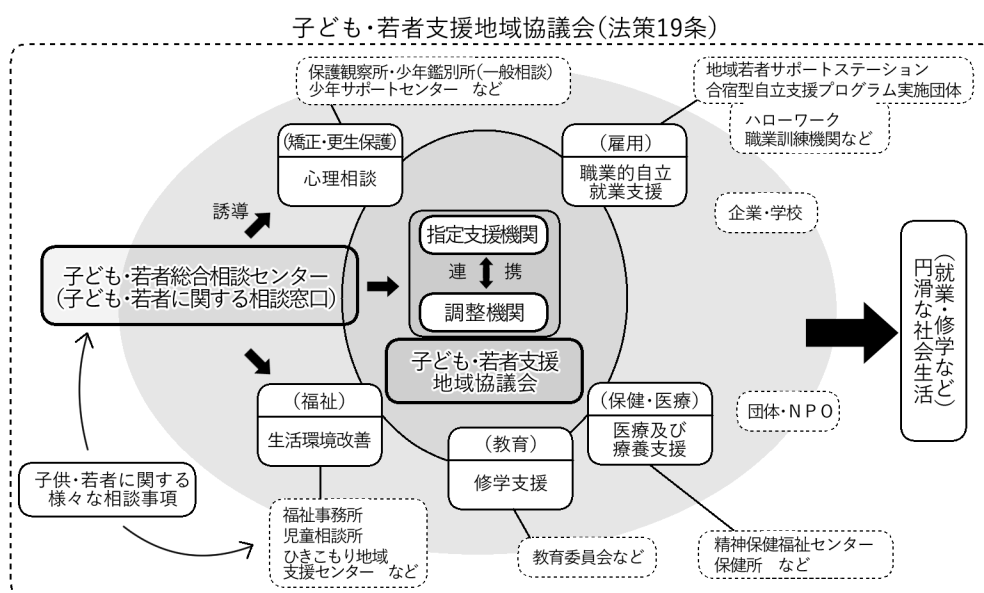 子ども・若者支援地域協議会(法策19条)
保護観察所・少年鑑別所(一般相談)
少年サポートセンター など
地域若者サポートステーション
合宿型自立支援プログラム実施団体
ハローワーク
職業訓練機関など
(矯正・更生保護)
心理相談
(雇用)
職業的自立
就業支援
企業・学校
誘導
指定支援機関
連 携
調整機関
子ども・若者総合相談センター
(子ども・若者に関する相談窓口)
子ども・若者支援
地域協議会
(就業・修学など)
円滑な社会生活
(福祉)
生活環境改善
(教育)
修学支援
(保健・医療)
医療及び
療養支援
団体・NPO
子供・若者に関する
様々な相談事項
福祉事務所
児童相談所
ひきこもり地域
支援センター など
教育委員会など
精神保健福祉センター
保健所 など